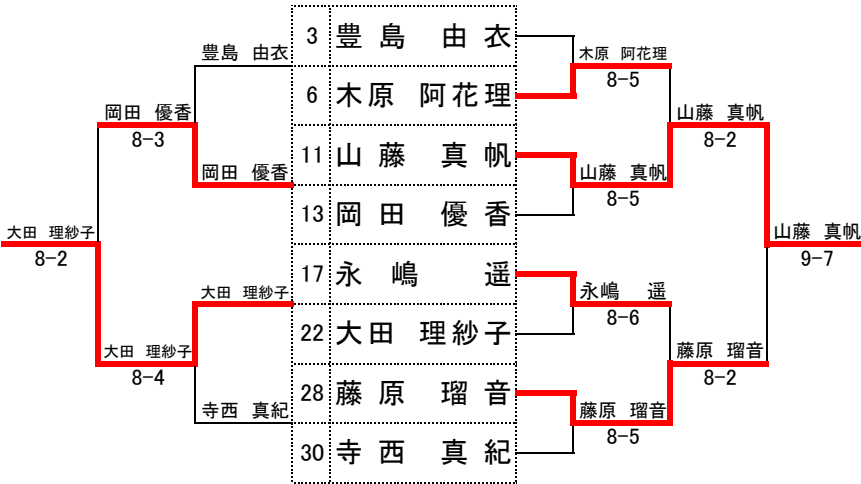 豊島 由衣
岡田 優香
8-3
岡田 優香
大田 理紗子
8-2
大田 理紗子
大田 理紗子
8-4
寺西 真紀
3 豊島 由衣
6 木原 阿花理
11 山藤 真帆
13 岡田 優香
17 永嶋 遥
22 大田 理紗子
28 藤原 瑠音
30 寺西 真紀
木原 阿花理
8-5
山藤 真帆
8-2
山藤 真帆
8-5
山藤 真帆
9-7
永嶋 遥
8-6
藤原 瑠音
8-2
藤原 瑠音
8-5